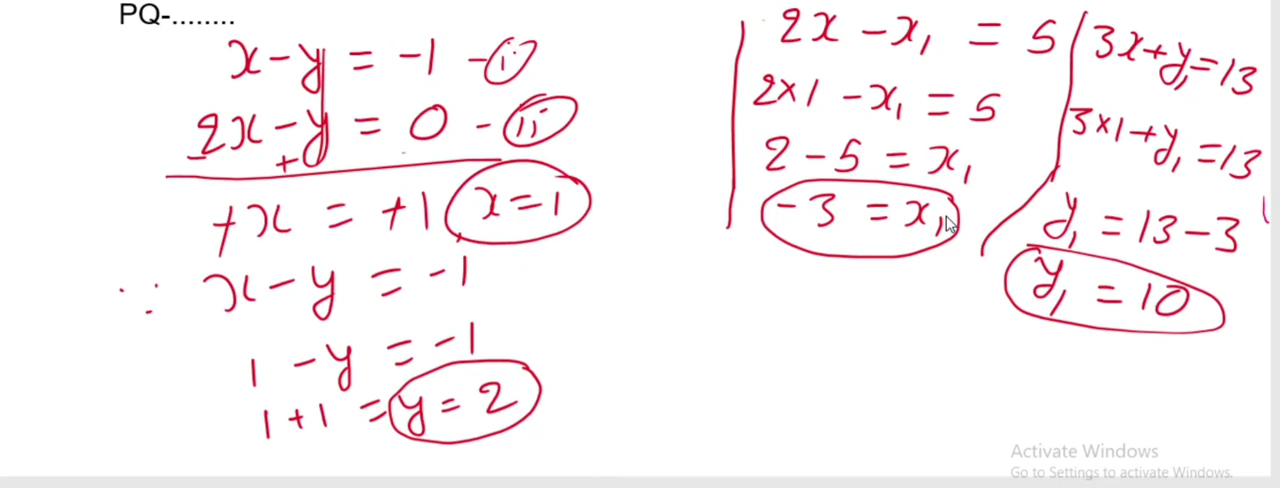 PQ-........
x - y = -1 - (i)
2x - y = 0 - (ii)
- +
+x = +1 x = 1
∵ x - y = -1
1 - y = -1
1 + 1 = y = 2
2x - x₁ = 5
2×1 - x₁ = 5
2 - 5 = x₁
-3 = x₁
3x + y₁ = 13
3×1 + y₁ = 13
y₁ = 13 - 3
y₁ = 10
Activate Windows
Go to Settings to activate Windows.